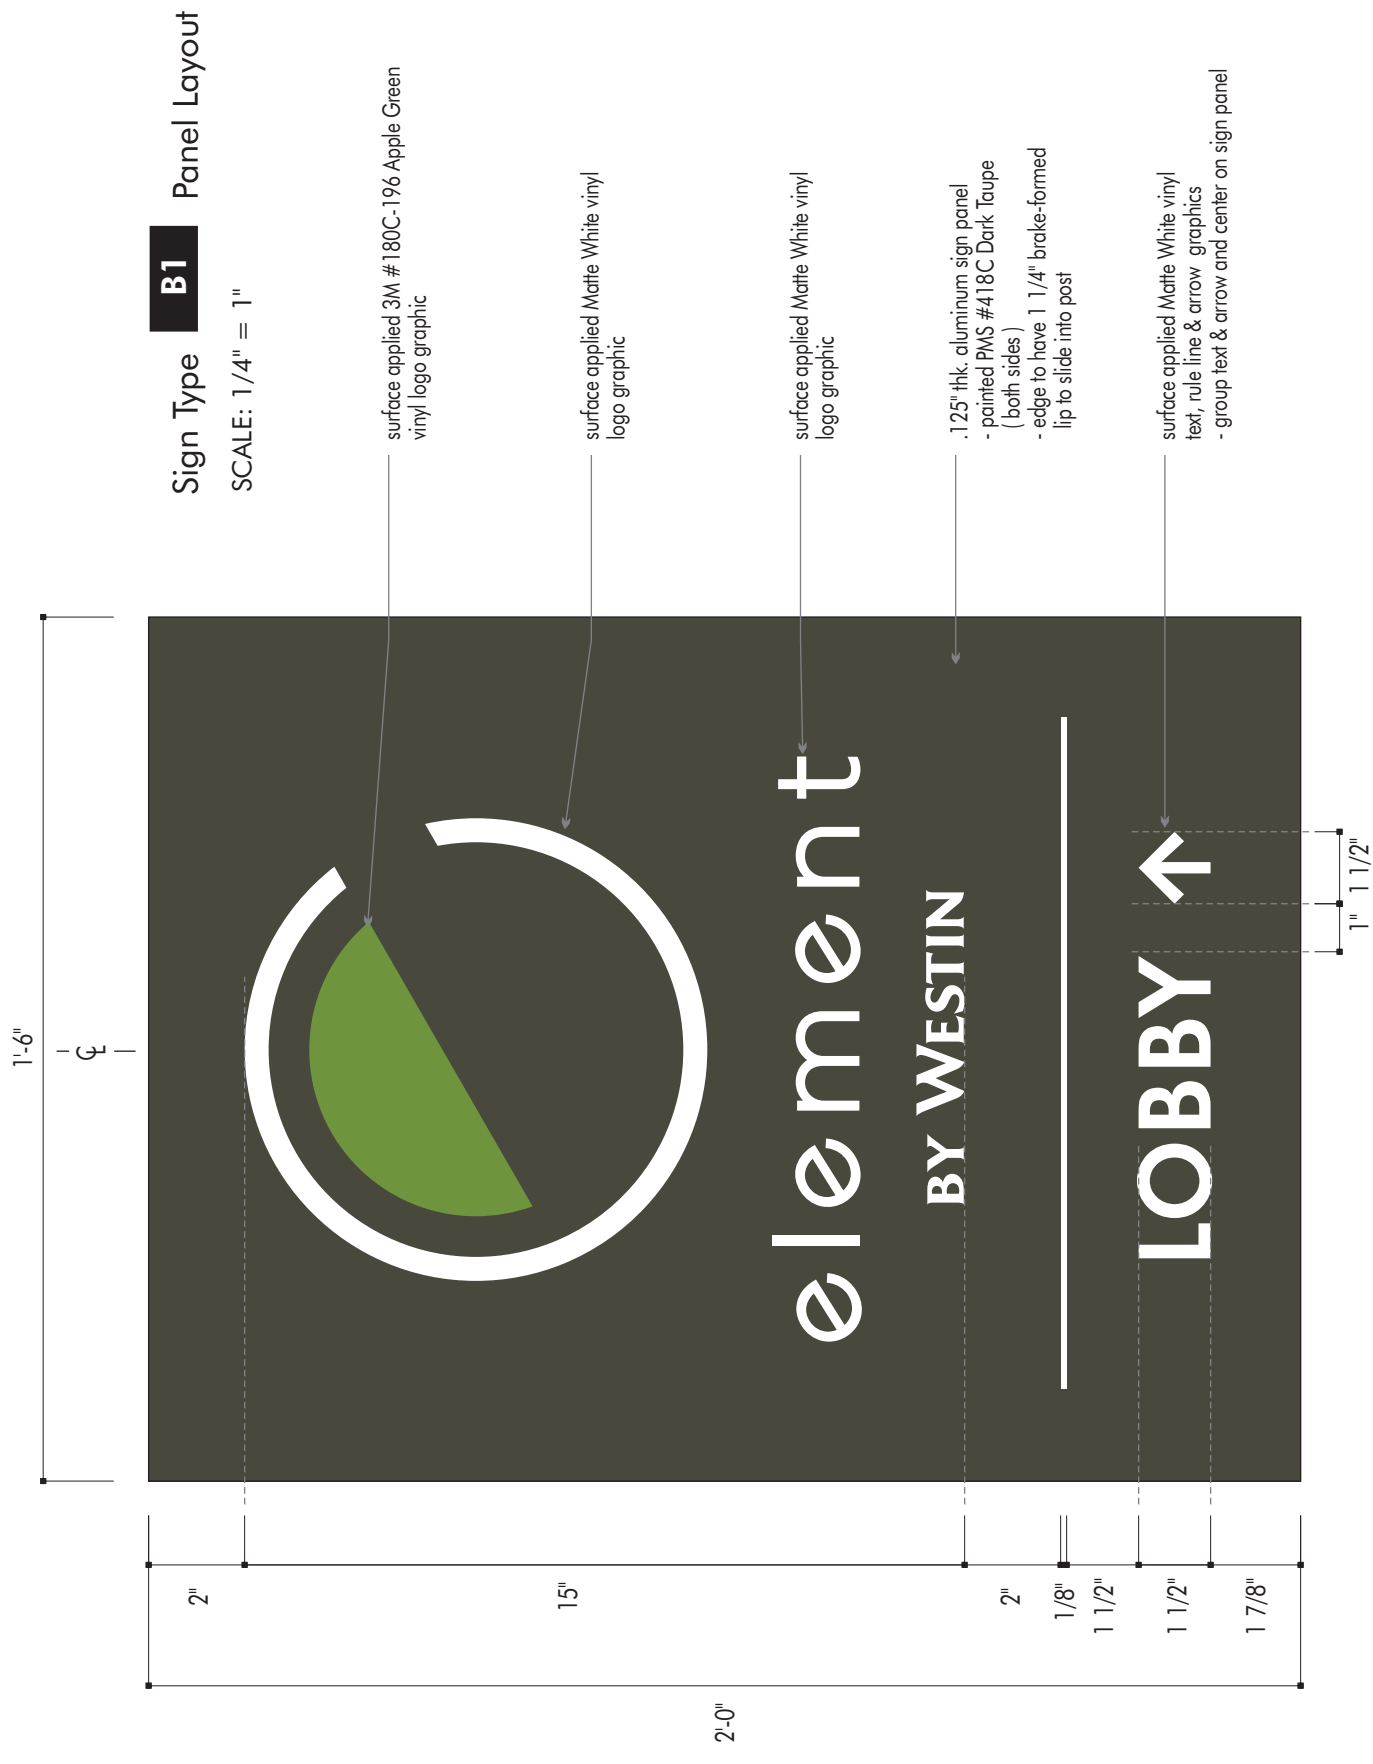 Sign Type B1 Panel Layout
SCALE: 1/4" = 1"
1'-6"
CL
surface applied 3M #180C-196 Apple Green
vinyl logo graphic
surface applied Matte White vinyl
logo graphic
surface applied Matte White vinyl
logo graphic
.125" thk. aluminum sign panel
- painted PMS #418C Dark Taupe
( both sides )
- edge to have 1 1/4" brake-formed
lip to slide into post
surface applied Matte White vinyl
text, rule line & arrow graphics
- group text & arrow and center on sign panel
element
BY WESTIN
LOBBY
2'-0"
2"
15"
2"
1/8"
1 1/2"
1 1/2"
1 7/8"
1" 1 1/2"